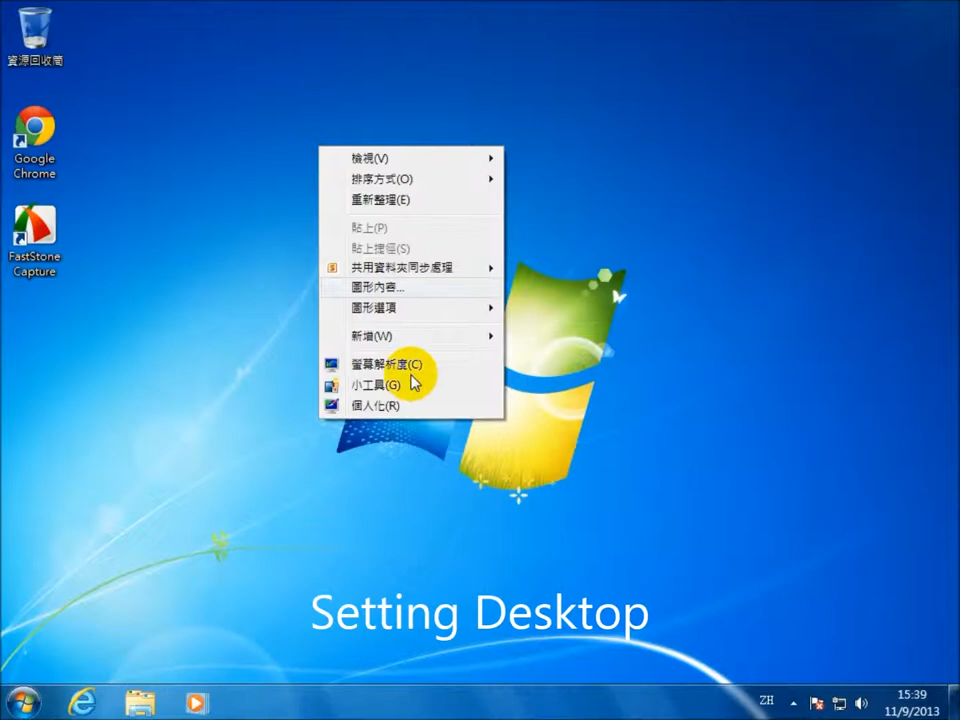 資源回收筒
Google
Chrome
FastStone
Capture
檢視(V)
排序方式(O)
重新整理(E)
貼上(P)
貼上捷徑(S)
共用資料夾同步處理
圖形內容...
圖形選項
新增(W)
螢幕解析度(C)
小工具(G)
個人化(R)
Setting Desktop
ZH
15:39
11/9/2013